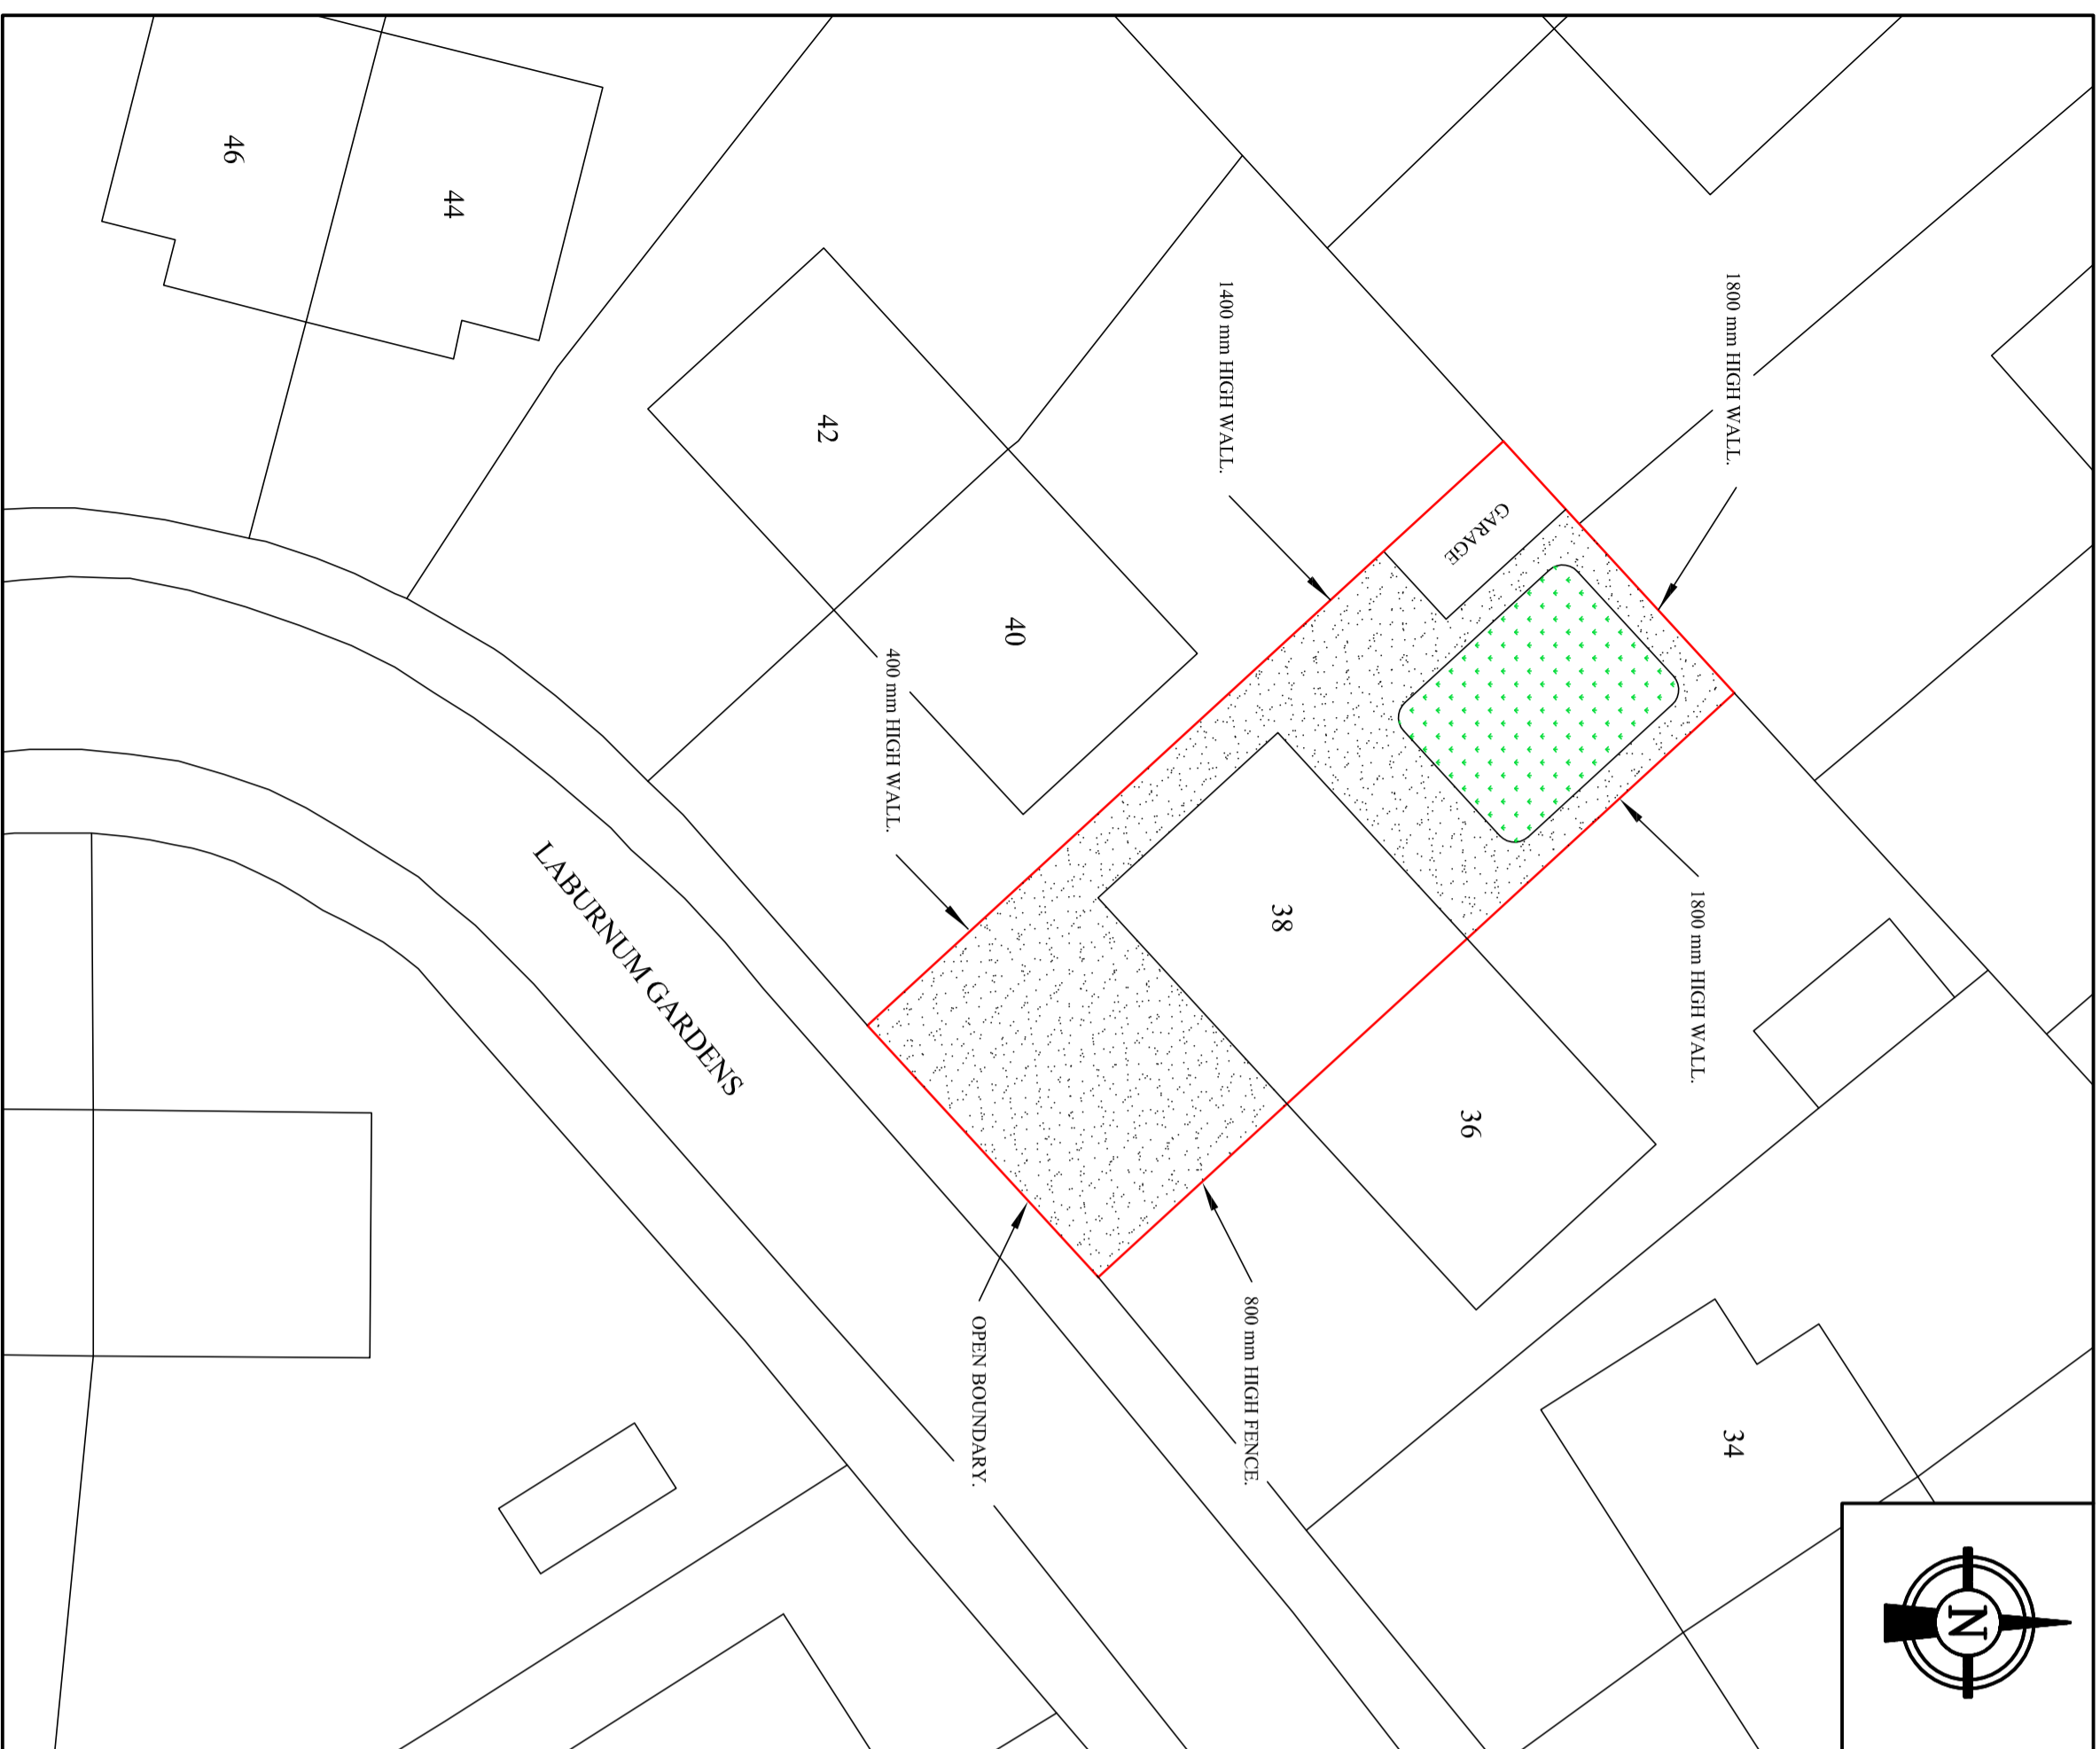 34
N
1800 mm HIGH WALL.
1800 mm HIGH WALL.
GARAGE
36
38
1400 mm HIGH WALL.
800 mm HIGH FENCE.
40
400 mm HIGH WALL.
OPEN BOUNDARY.
42
LABURNUM GARDENS
44
46